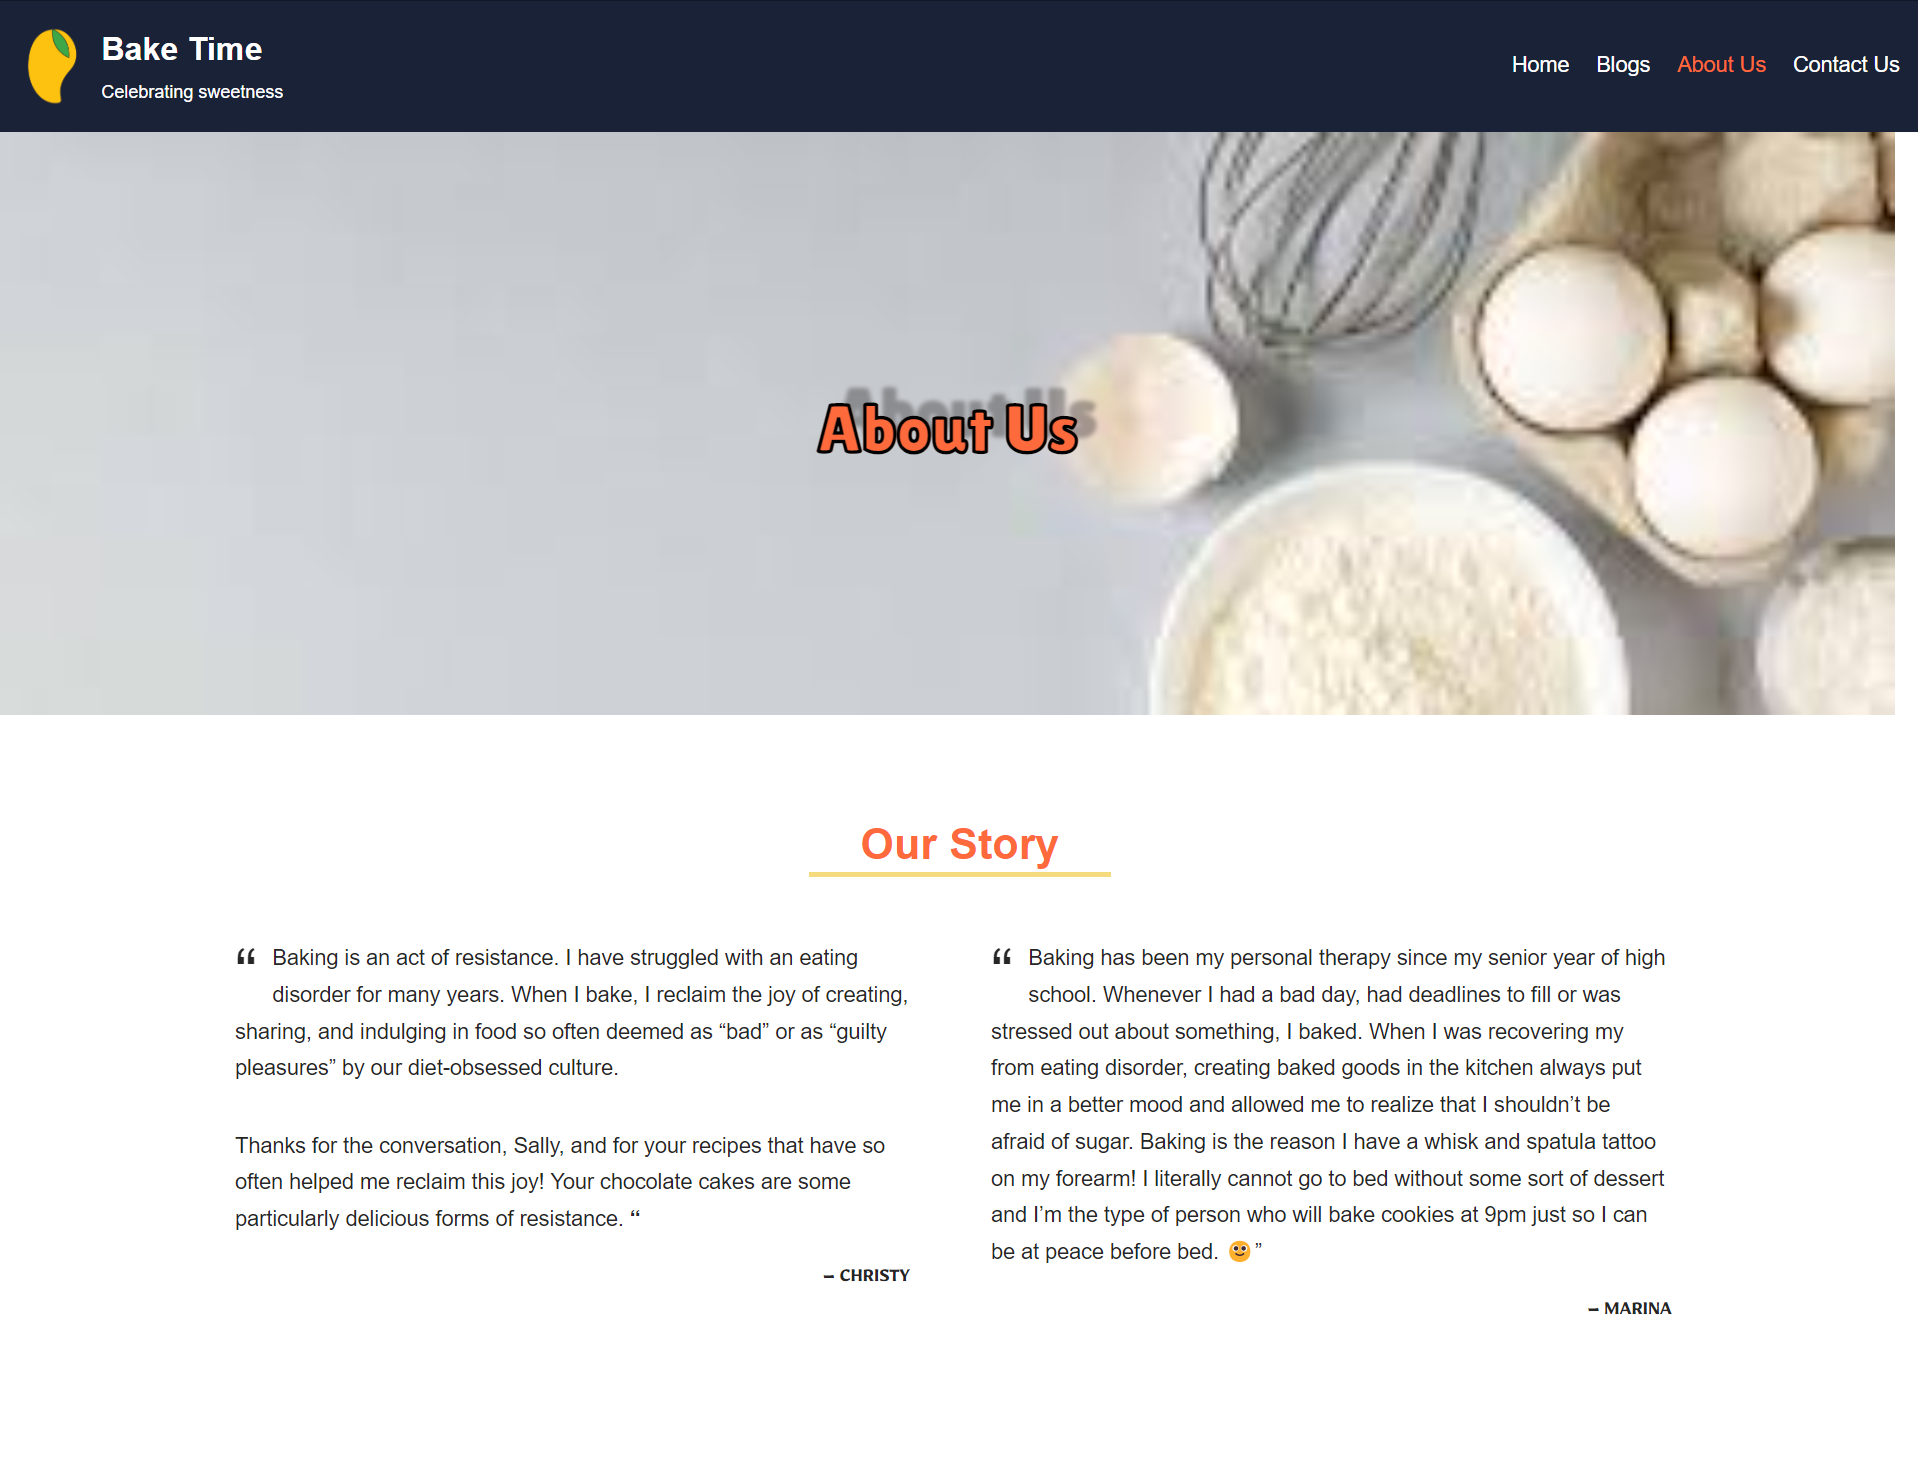 Bake Time
Celebrating sweetness
Home Blogs About Us Contact Us
About Us
Our Story
“ Baking is an act of resistance. I have struggled with an eating
disorder for many years. When I bake, I reclaim the joy of creating,
sharing, and indulging in food so often deemed as “bad” or as “guilty
pleasures” by our diet-obsessed culture.
Thanks for the conversation, Sally, and for your recipes that have so
often helped me reclaim this joy! Your chocolate cakes are some
particularly delicious forms of resistance. “
– CHRISTY
“ Baking has been my personal therapy since my senior year of high
school. Whenever I had a bad day, had deadlines to fill or was
stressed out about something, I baked. When I was recovering my
from eating disorder, creating baked goods in the kitchen always put
me in a better mood and allowed me to realize that I shouldn’t be
afraid of sugar. Baking is the reason I have a whisk and spatula tattoo
on my forearm! I literally cannot go to bed without some sort of dessert
and I’m the type of person who will bake cookies at 9pm just so I can
be at peace before bed. 🙂 ”
– MARINA